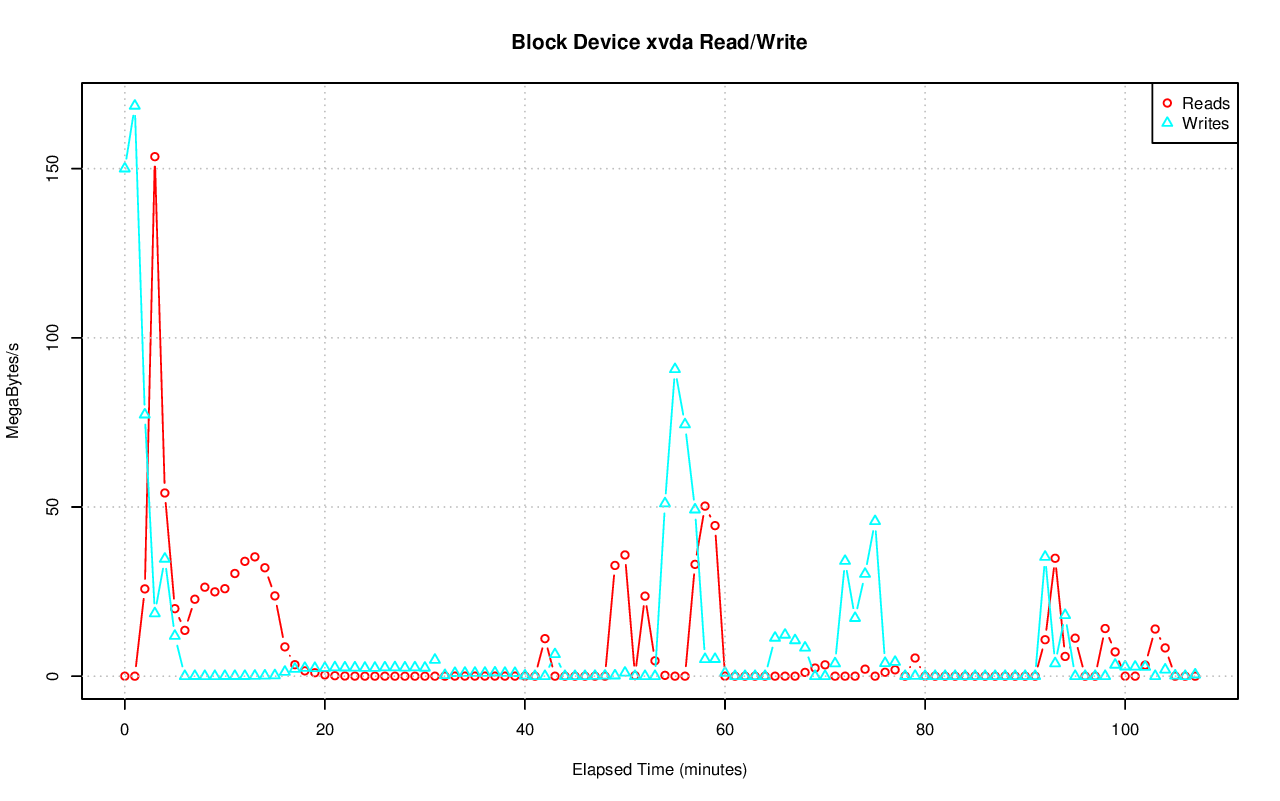 Block Device xvda Read/Write
Reads
Writes
MegaBytes/s
150
100
50
0
0 20 40 60 80 100
Elapsed Time (minutes)